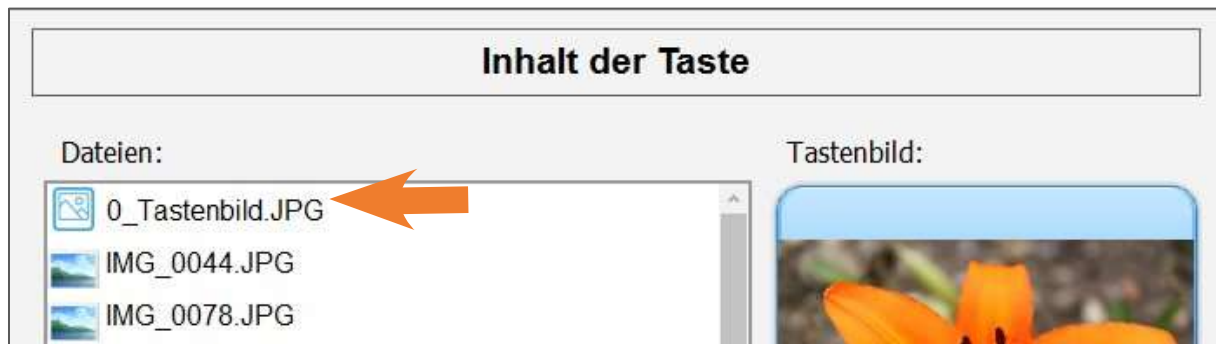 Inhalt der Taste
Dateien:
Tastenbild:
0_Tastenbild.JPG
IMG_0044.JPG
IMG_0078.JPG